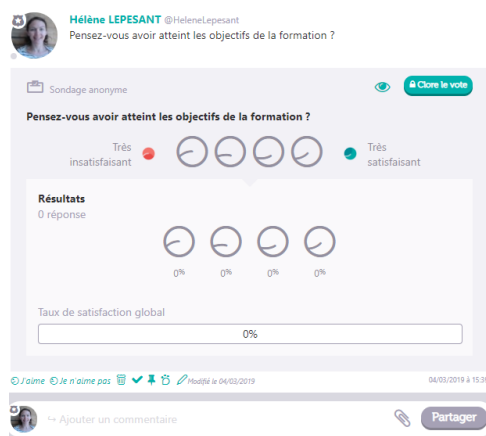 Hélène LEPESANT @HeleneLepesant
Pensez-vous avoir atteint les objectifs de la formation ?
Sondage anonyme
Clore le vote
Pensez-vous avoir atteint les objectifs de la formation ?
Très insatisfaisant
Très satisfaisant
Résultats
0 réponse
0% 0% 0% 0%
Taux de satisfaction global
0%
J'aime Je n'aime pas Modifié le 04/03/2019 04/03/2019 à 15:39
Ajouter un commentaire
Partager